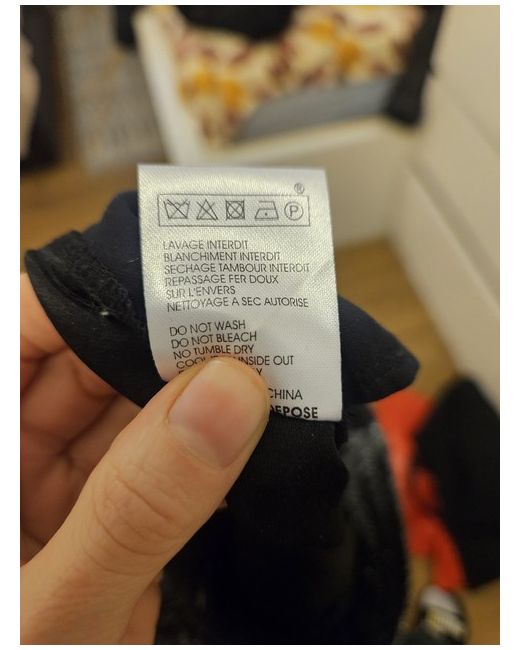 ®
P
LAVAGE INTERDIT
BLANCHIMENT INTERDIT
SECHAGE TAMBOUR INTERDIT
REPASSAGE FER DOUX
SUR L'ENVERS
NETTOYAGE A SEC AUTORISE
DO NOT WASH
DO NOT BLEACH
NO TUMBLE DRY
INSIDE OUT
CHINA